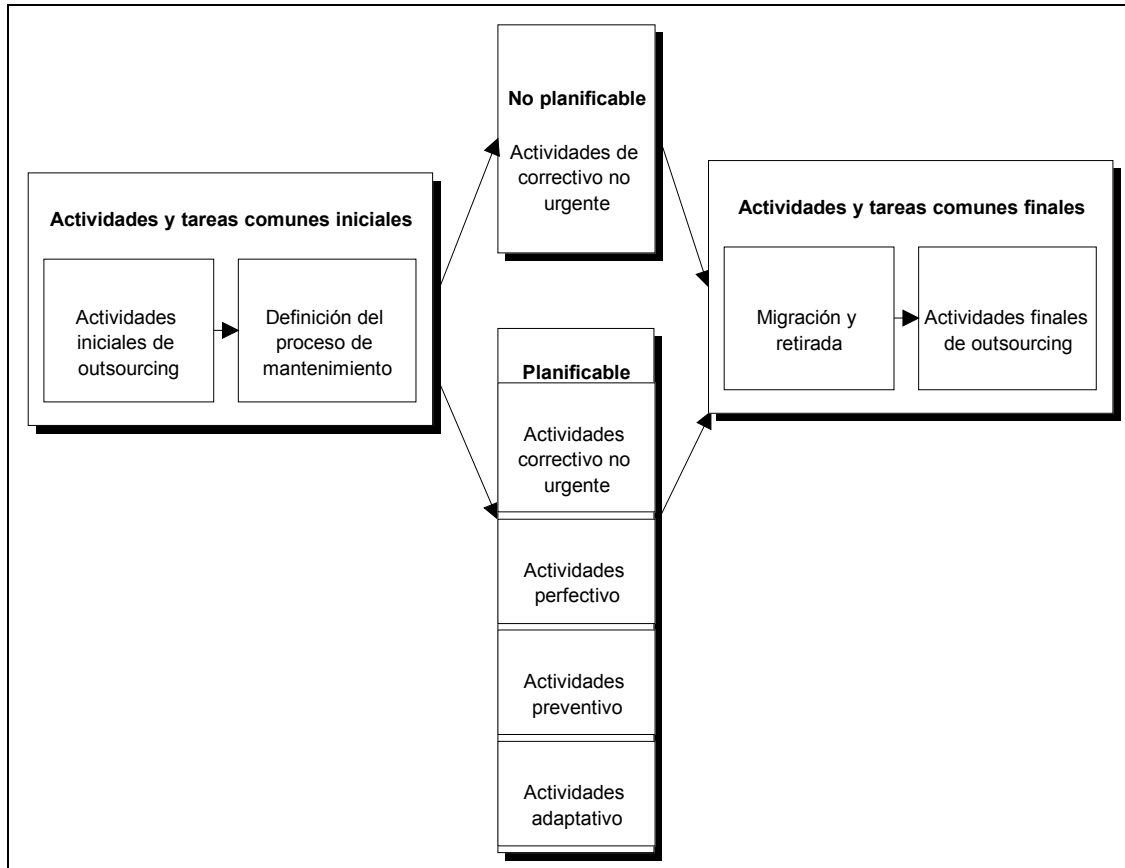 No planificable
Actividades de
correctivo no
urgente
Actividades y tareas comunes iniciales
Actividades
iniciales de
outsourcing
Definición del
proceso de
mantenimiento
Planificable
Actividades
correctivo no
urgente
Actividades
perfectivo
Actividades
preventivo
Actividades
adaptativo
Actividades y tareas comunes finales
Migración y
retirada
Actividades finales
de outsourcing